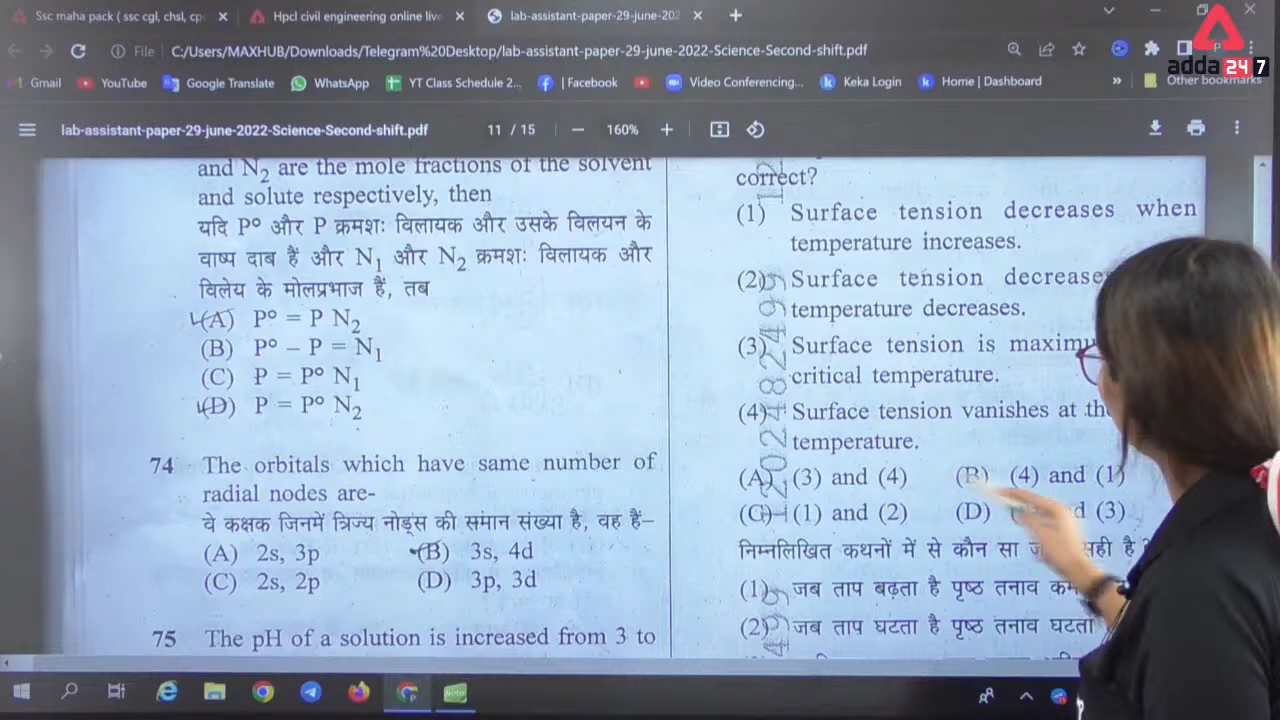 Ssc maha pack ( ssc cgl, chsl, cp
Hpcl civil engineering online live
lab-assistant-paper-29-june-202
File C:/Users/MAXHUB/Downloads/Telegram%20Desktop/lab-assistant-paper-29-june-2022-Science-Second-shift.pdf
adda 24 7
Gmail YouTube Google Translate WhatsApp YT Class Schedule 2... | Facebook Video Conferencing... Keka Login Home | Dashboard » Other bookmarks
lab-assistant-paper-29-june-2022-Science-Second-shift.pdf 11 / 15 — 160% +
and N₂ are the mole fractions of the solvent
and solute respectively, then
यदि P° और P क्रमशः विलायक और उसके विलयन के
वाष्प दाब हैं और N₁ और N₂ क्रमशः विलायक और
विलेय के मोलप्रभाज हैं, तब
(A) P° = P N₂
(B) P° – P = N₁
(C) P = P° N₁
(D) P = P° N₂
74 The orbitals which have same number of
radial nodes are-
वे कक्षक जिनमें त्रिज्य नोड्स की समान संख्या है, वह हैं–
(A) 2s, 3p (B) 3s, 4d
(C) 2s, 2p (D) 3p, 3d
75 The pH of a solution is increased from 3 to
correct?
(1) Surface tension decreases when
temperature increases.
(2) Surface tension decreases
temperature decreases.
(3) Surface tension is maximu
critical temperature.
(4) Surface tension vanishes at the
temperature.
(A) (3) and (4) (B) (4) and (1)
(C) (1) and (2) (D) and (3)
निम्नलिखित कथनों में से कौन सा सही है
(1) जब ताप बढ़ता है पृष्ठ तनाव कम
(2) जब ताप घटता है पृष्ठ तनाव घटता